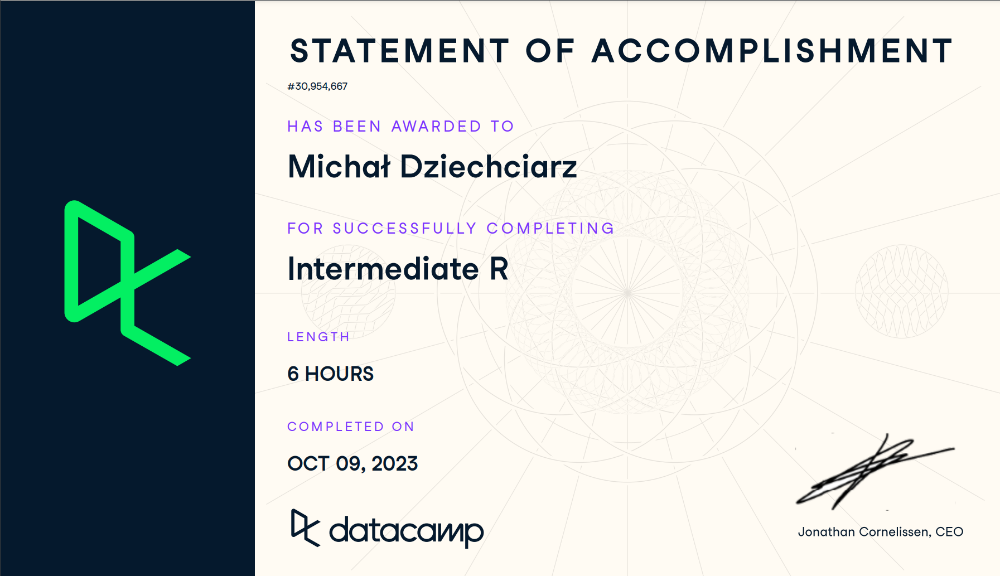 STATEMENT OF ACCOMPLISHMENT
#30,954,667
HAS BEEN AWARDED TO
Michał Dziechciarz
FOR SUCCESSFULLY COMPLETING
Intermediate R
LENGTH
6 HOURS
COMPLETED ON
OCT 09, 2023
datacamp
Jonathan Cornelissen, CEO